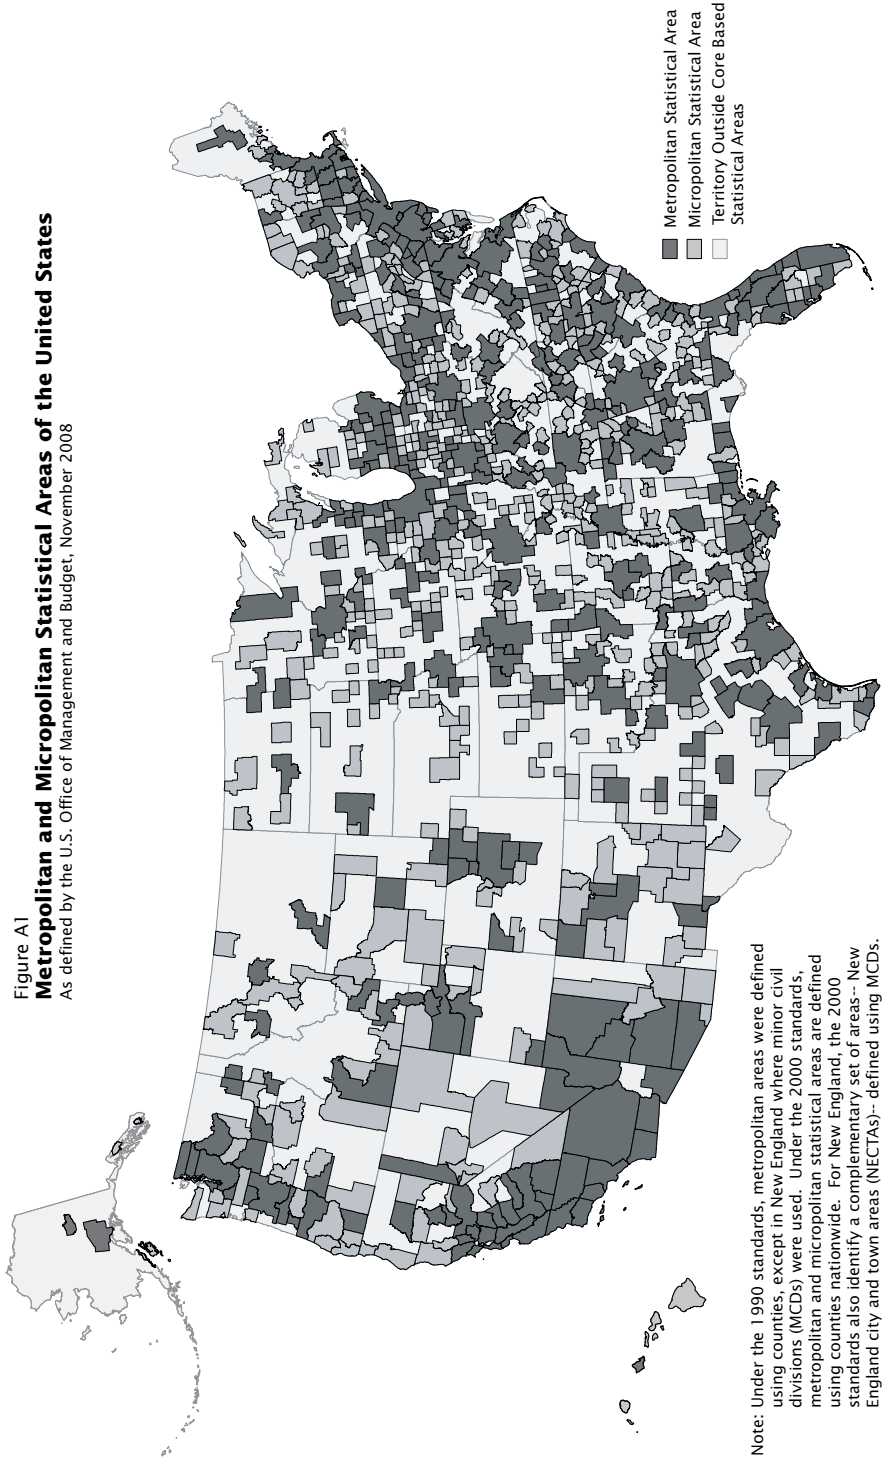 Figure A1
Metropolitan and Micropolitan Statistical Areas of the United States
As defined by the U.S. Office of Management and Budget, November 2008
Metropolitan Statistical Area
Micropolitan Statistical Area
Territory Outside Core Based
Statistical Areas
Note: Under the 1990 standards, metropolitan areas were defined
using counties, except in New England where minor civil
divisions (MCDs) were used. Under the 2000 standards,
metropolitan and micropolitan statistical areas are defined
using counties nationwide. For New England, the 2000
standards also identify a complementary set of areas-- New
England city and town areas (NECTAs)-- defined using MCDs.